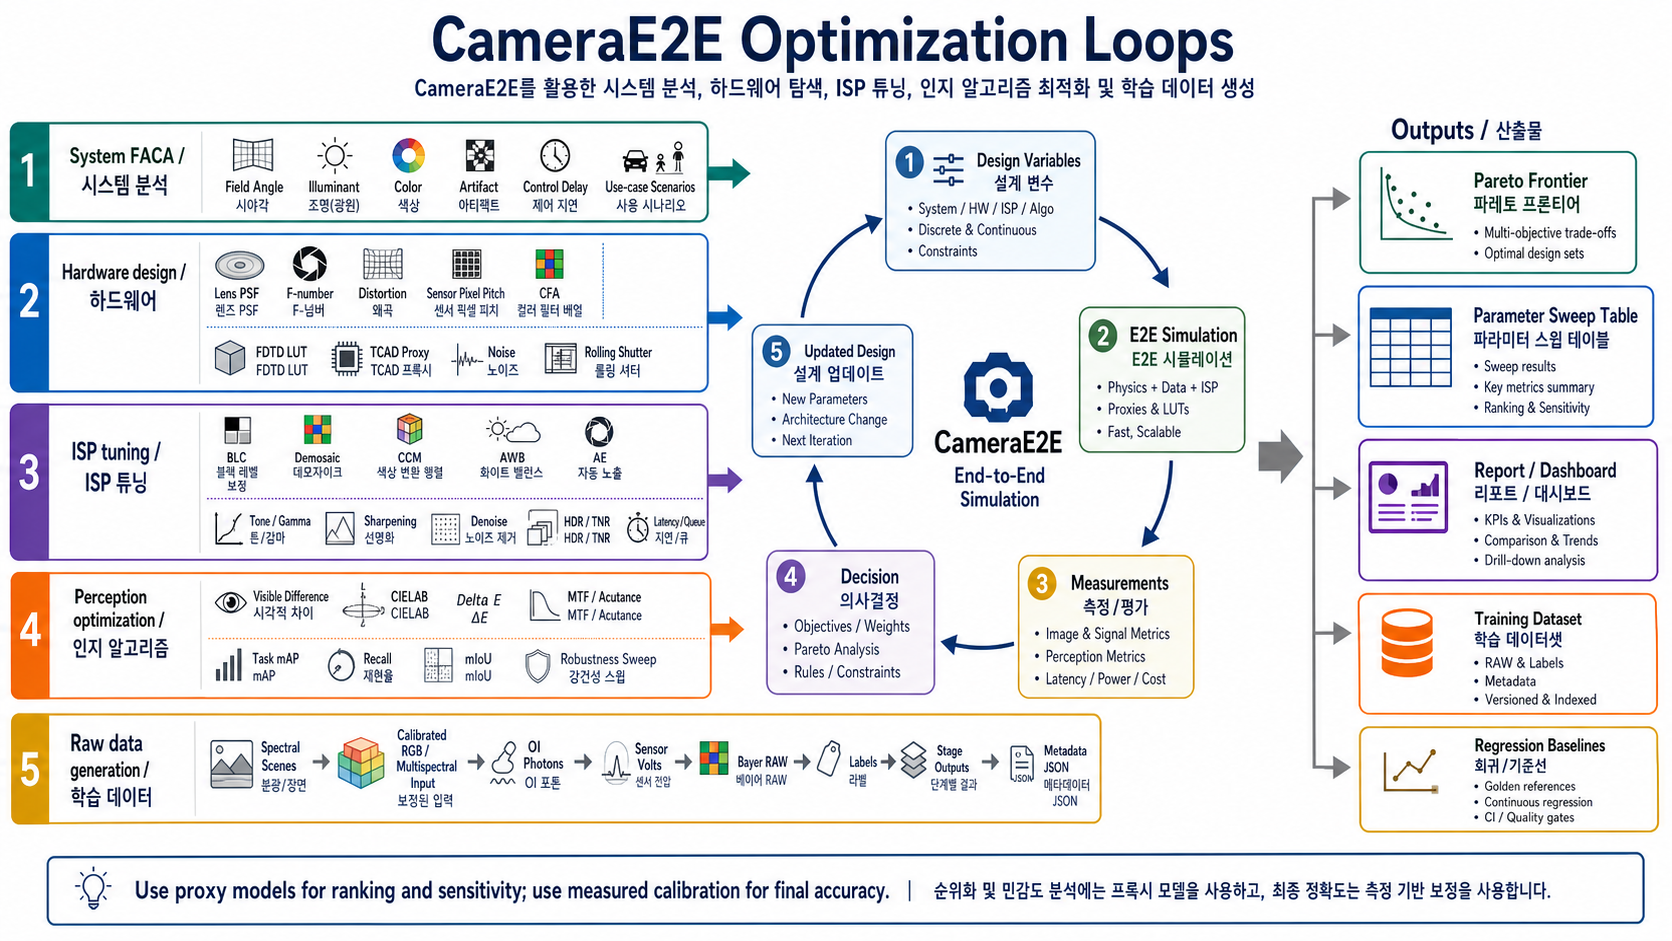 CameraE2E Optimization Loops
CameraE2E를 활용한 시스템 분석, 하드웨어 탐색, ISP 튜닝, 인지 알고리즘 최적화 및 학습 데이터 생성
1
System FACA /
시스템 분석
Field Angle
시야각
Illuminant
조명(광원)
Color
색상
Artifact
아티팩트
Control Delay
제어 지연
Use-case Scenarios
사용 시나리오
2
Hardware design /
하드웨어
Lens PSF
렌즈 PSF
F-number
F-넘버
Distortion
왜곡
Sensor Pixel Pitch
센서 픽셀 피치
CFA
컬러 필터 배열
FDTD LUT
FDTD LUT
TCAD Proxy
TCAD 프록시
Noise
노이즈
Rolling Shutter
롤링 셔터
3
ISP tuning /
ISP 튜닝
BLC
블랙 레벨
보정
Demosaic
데모자이크
CCM
색상 변환 행렬
AWB
화이트 밸런스
AE
자동 노출
Tone / Gamma
톤/감마
Sharpening
선명화
Denoise
노이즈 제거
HDR / TNR
HDR / TNR
Latency/Queue
지연/큐
4
Perception
optimization /
인지 알고리즘
Visible Difference
시각적 차이
CIELAB
CIELAB
Delta E
ΔE
MTF / Acutance
MTF / Acutance
Task mAP
mAP
Recall
재현율
mIoU
mIoU
Robustness Sweep
강건성 스윕
5
Raw data
generation /
학습 데이터
Spectral
Scenes
분광/장면
Calibrated
RGB /
Multispectral
Input
보정된 입력
OI
Photons
OI 포톤
Sensor
Volts
센서 전압
Bayer RAW
베이어 RAW
Labels
라벨
Stage
Outputs
단계별 결과
JSON
Metadata
JSON
메타데이터
JSON
1
Design Variables
설계 변수
• System / HW / ISP / Algo
• Discrete & Continuous
• Constraints
2
E2E Simulation
E2E 시뮬레이션
• Physics + Data + ISP
• Proxies & LUTs
• Fast, Scalable
3
Measurements
측정/평가
• Image & Signal Metrics
• Perception Metrics
• Latency / Power / Cost
4
Decision
의사결정
• Objectives / Weights
• Pareto Analysis
• Rules / Constraints
5
Updated Design
설계 업데이트
• New Parameters
• Architecture Change
• Next Iteration
CameraE2E
End-to-End
Simulation
Outputs / 산출물
Pareto Frontier
파레토 프론티어
• Multi-objective trade-offs
• Optimal design sets
Parameter Sweep Table
파라미터 스윕 테이블
• Sweep results
• Key metrics summary
• Ranking & Sensitivity
Report / Dashboard
리포트 / 대시보드
• KPIs & Visualizations
• Comparison & Trends
• Drill-down analysis
Training Dataset
학습 데이터셋
• RAW & Labels
• Metadata
• Versioned & Indexed
Regression Baselines
회귀/기준선
• Golden references
• Continuous regression
• CI / Quality gates
Use proxy models for ranking and sensitivity; use measured calibration for final accuracy. | 순위화 및 민감도 분석에는 프록시 모델을 사용하고, 최종 정확도는 측정 기반 보정을 사용합니다.